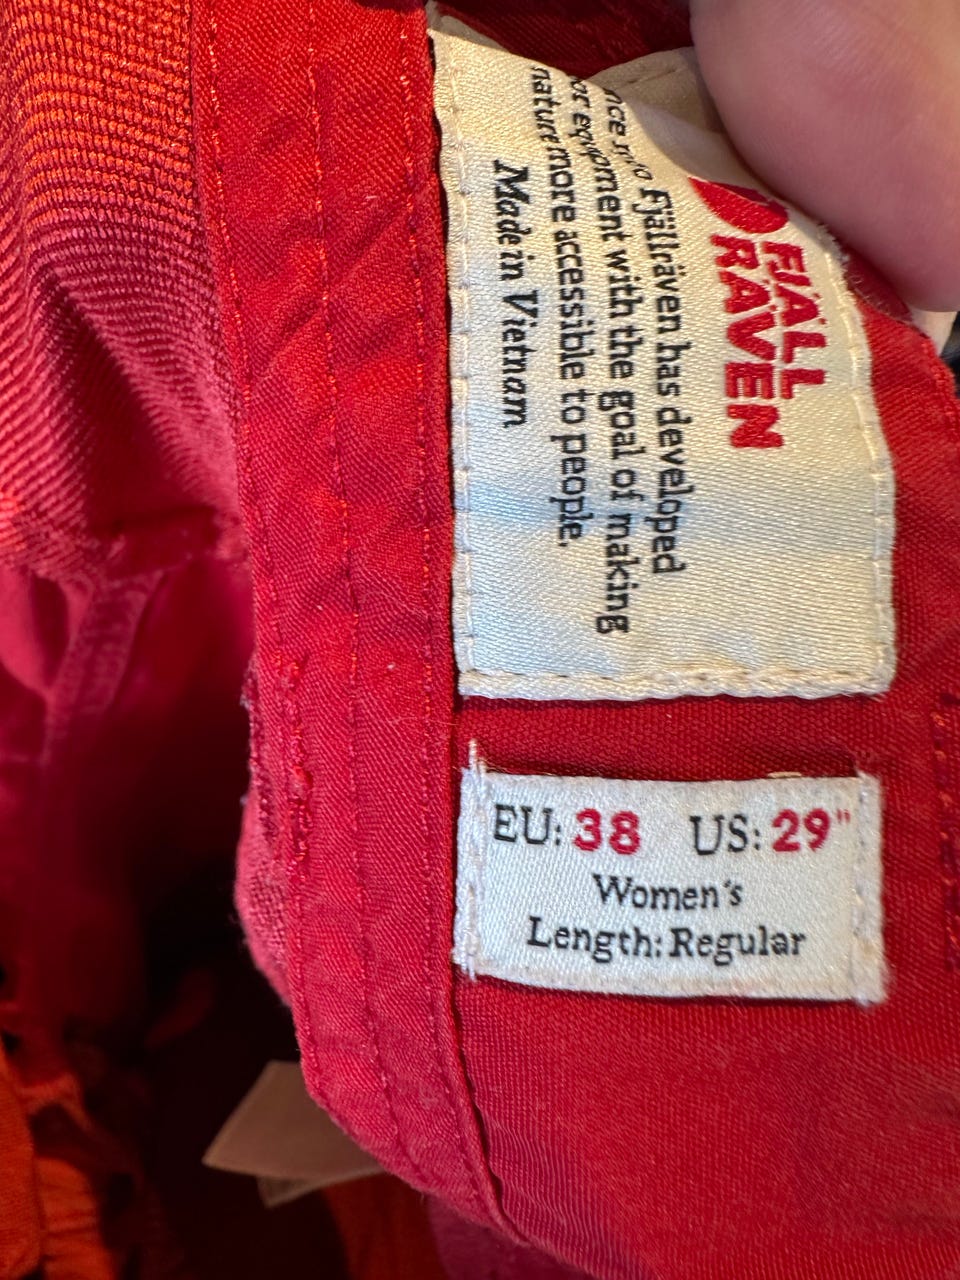 FJÄLL
RÄVEN
Fjällräven has developed
equipment with the goal of making
nature more accessible to people.
Made in Vietnam
EU: 38 US: 29"
Women's
Length: Regular